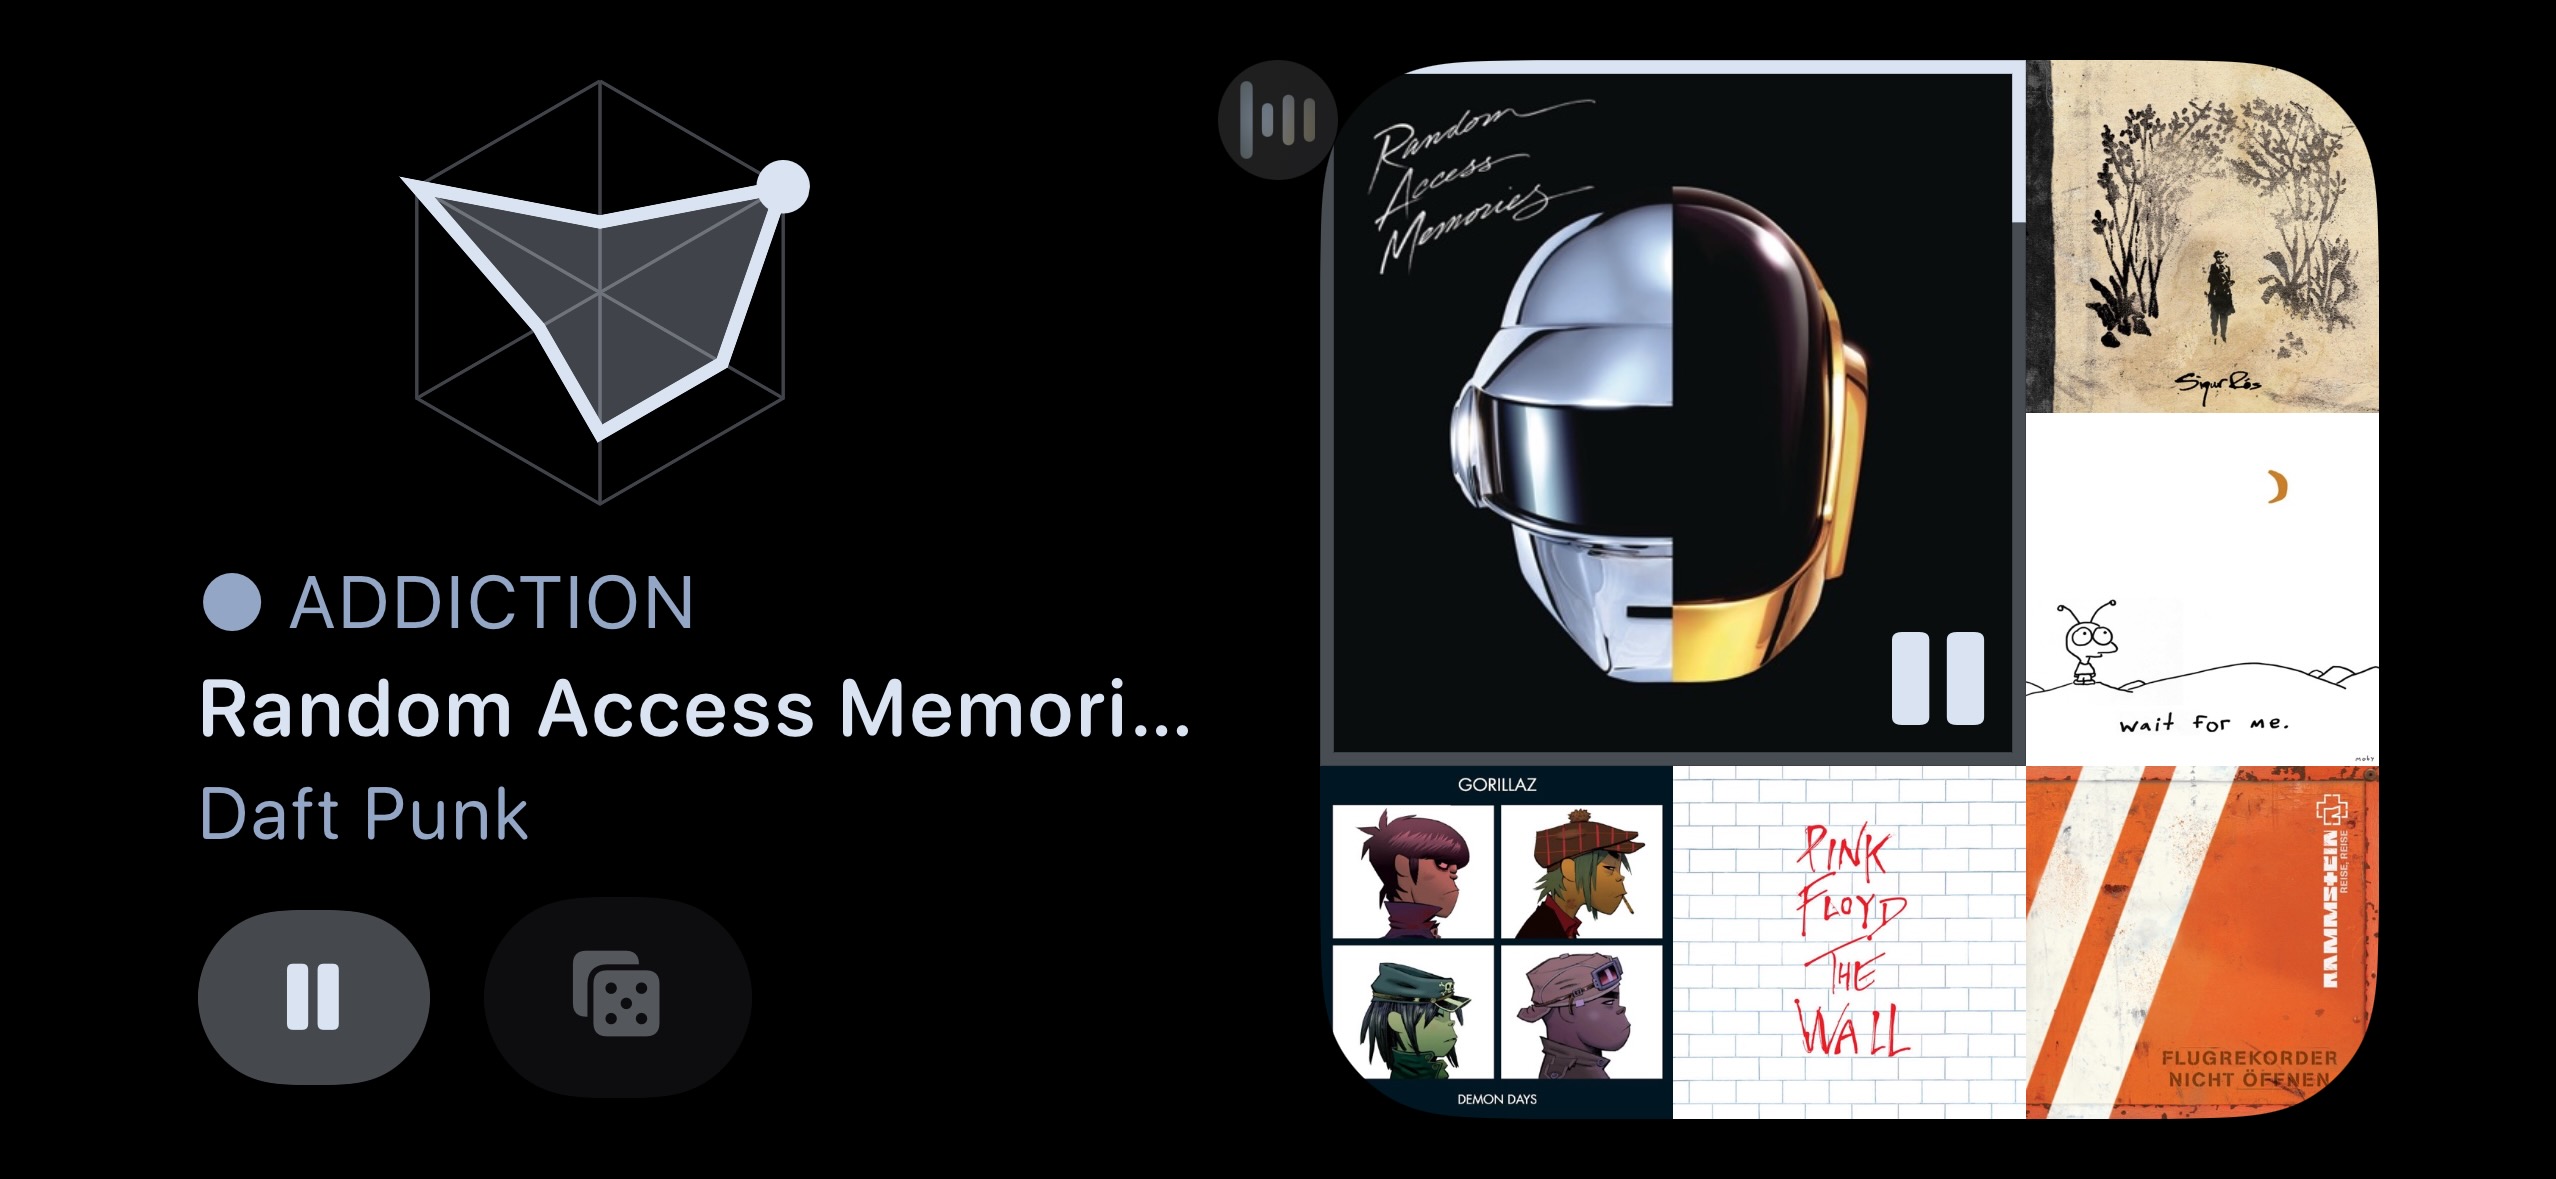 ADDICTION
Random Access Memori...
Daft Punk
Random
Access
Memories
Sigur Rós
wait for me.
moby
GORILLAZ
DEMON DAYS
PINK
FLOYD
THE
WALL
RAMMSTEIN
REISE, REISE
FLUGREKORDER
NICHT ÖFFNEN